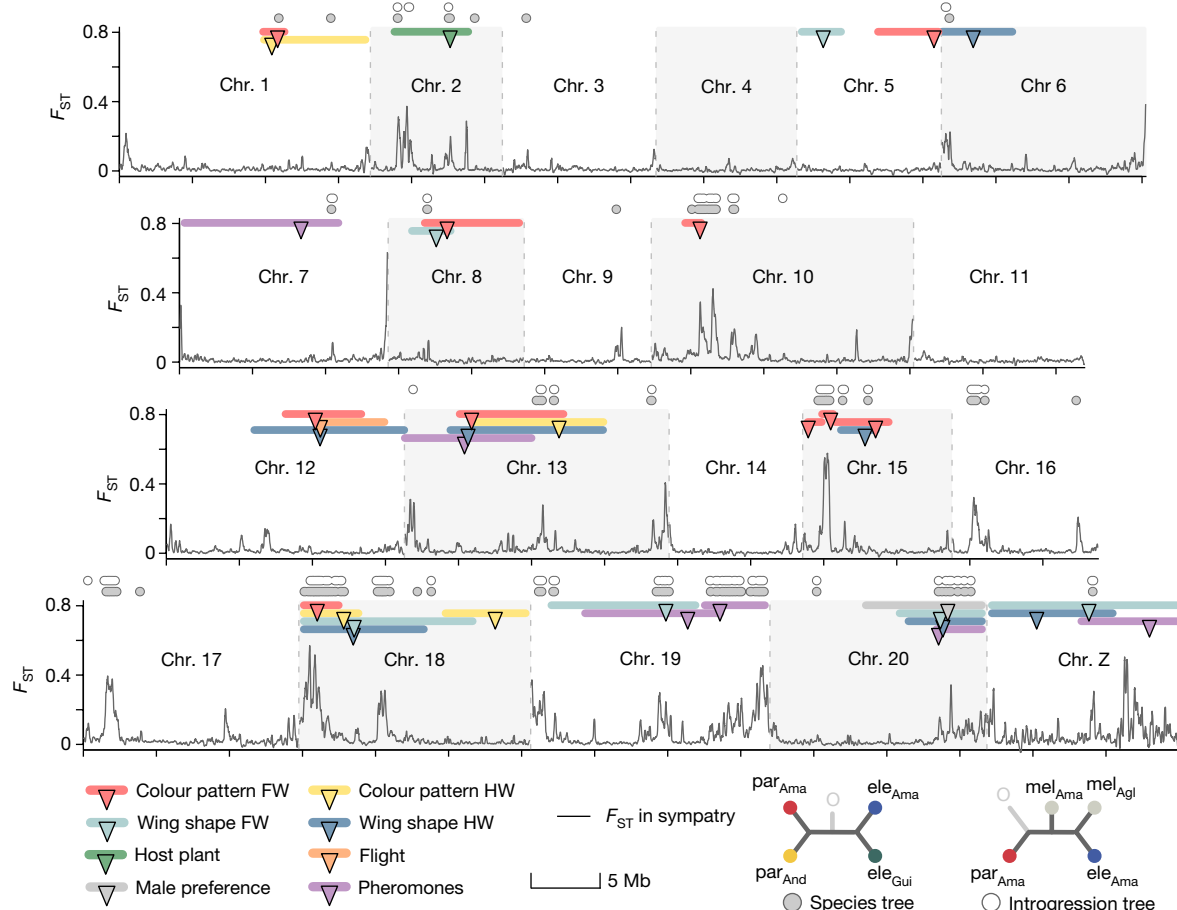 0.8
0.4
0
FST
Chr. 1
Chr. 2
Chr. 3
Chr. 4
Chr. 5
Chr 6
0.8
0.4
0
FST
Chr. 7
Chr. 8
Chr. 9
Chr. 10
Chr. 11
0.8
0.4
0
FST
Chr. 12
Chr. 13
Chr. 14
Chr. 15
Chr. 16
0.8
0.4
0
FST
Chr. 17
Chr. 18
Chr. 19
Chr. 20
Chr. Z
Colour pattern FW
Colour pattern HW
Wing shape FW
Wing shape HW
Host plant
Flight
Male preference
Pheromones
FST in sympatry
5 Mb
parAma
O
eleAma
parAnd
eleGui
Species tree
O
melAma
melAgl
parAma
eleAma
Introgression tree